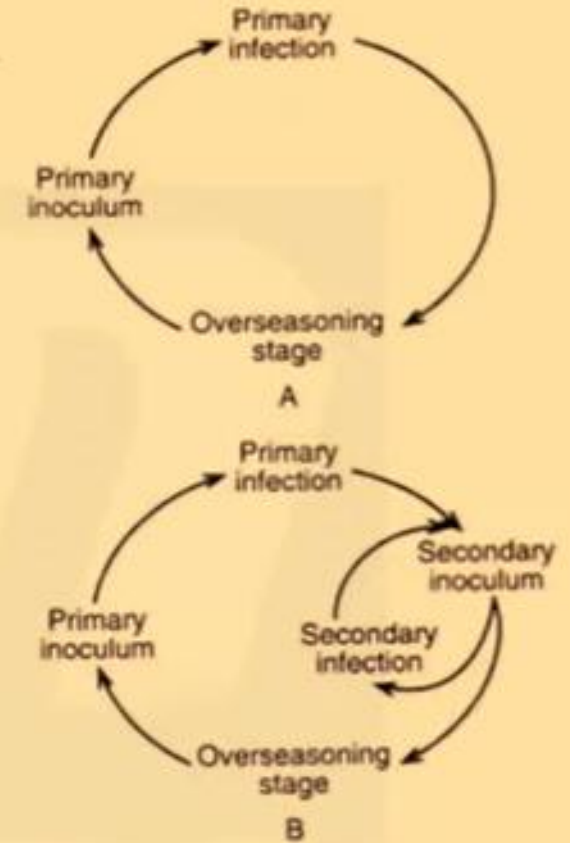 Primary
infection
Primary
inoculum
Overseasoning
stage
A
Primary
infection
Secondary
inoculum
Primary
inoculum
Secondary
infection
Overseasoning
stage
B